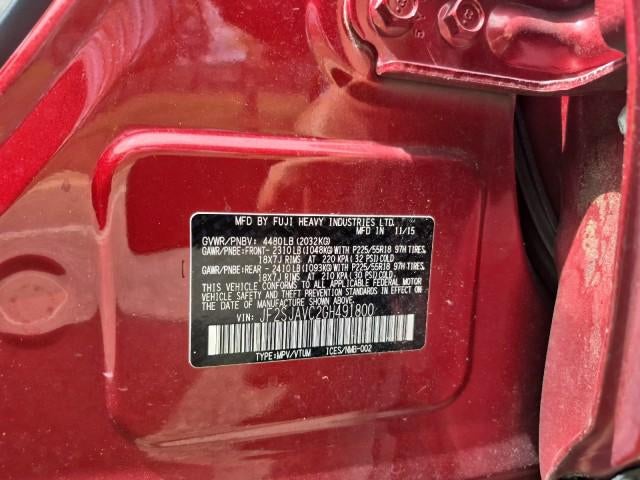 MFD BY FUJI HEAVY INDUSTRIES LTD.
MFD IN 11/15
GVWR/PNBV: 4480LB(2032KG)
GAWR/PNBE:FRONT- 2310LB(1048KG)WITH P225/55R18 97H TIRES.
18X7J RIMS AT 220 KPA(32 PSI)COLD
GAWR/PNBE:REAR - 2410LB(1093KG)WITH P225/55R18 97H TIRES.
18X7J RIMS AT 210 KPA(30 PSI)COLD
THIS VEHICLE CONFORMS TO ALL APPLICABLE FEDERAL MOTOR
VEHICLE SAFETY, BUMPER, AND THEFT PREVENTION STANDARDS
IN EFFECT ON THE DATE OF MANUFACTURE SHOWN ABOVE.
VIN: JF2SJAVC2GH491800
TYPE:MPV/VTUM ICES/NMB-002